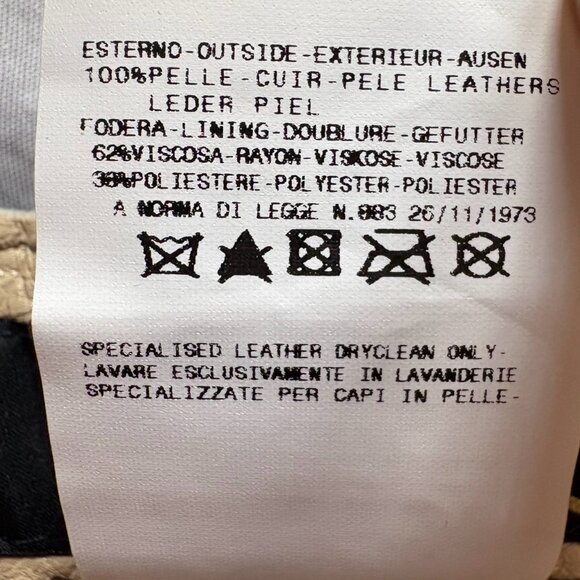 ESTERNO-OUTSIDE-EXTERIEUR-AUSEN
100%PELLE-CUIR-PELE LEATHERS
LEDER PIEL
FODERA-LINING-DOUBLURE-GEFUTTER
62%VISCOSA-RAYON-VISKOSE-VISCOSE
38%POLIESTERE-POLYESTER-POLIESTER
A NORMA DI LEGGE N.883 26/11/1973
SPECIALISED LEATHER DRYCLEAN ONLY-
LAVARE ESCLUSIVAMENTE IN LAVANDERIE
SPECIALIZZATE PER CAPI IN PELLE-